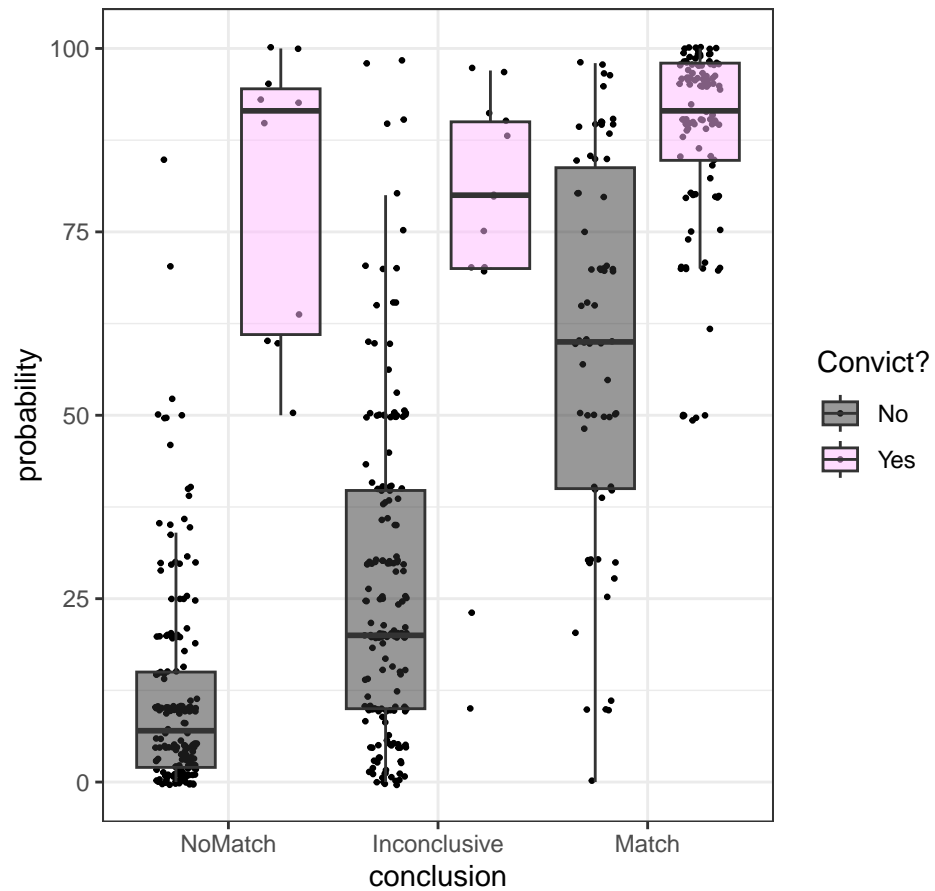 100
75
50
25
0
probability
NoMatch
Inconclusive
Match
conclusion
Convict?
No
Yes